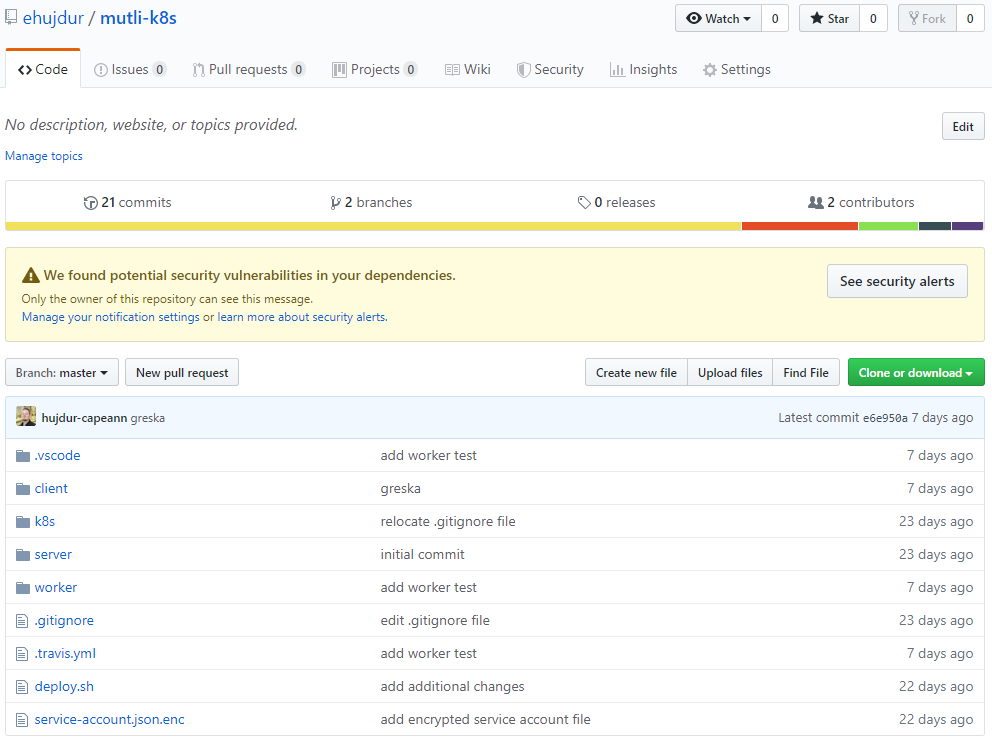 ehujdur / mutli-k8s Watch 0 Star 0 Fork 0
Code Issues 0 Pull requests 0 Projects 0 Wiki Security Insights Settings
No description, website, or topics provided. Edit
Manage topics
21 commits 2 branches 0 releases 2 contributors
We found potential security vulnerabilities in your dependencies. See security alerts
Only the owner of this repository can see this message.
Manage your notification settings or learn more about security alerts.
Branch: master New pull request Create new file Upload files Find File Clone or download
hujdur-capeann greska Latest commit e6e950a 7 days ago
.vscode add worker test 7 days ago
client greska 7 days ago
k8s relocate .gitignore file 23 days ago
server initial commit 23 days ago
worker add worker test 7 days ago
.gitignore edit .gitignore file 23 days ago
.travis.yml add worker test 7 days ago
deploy.sh add additional changes 22 days ago
service-account.json.enc add encrypted service account file 22 days ago